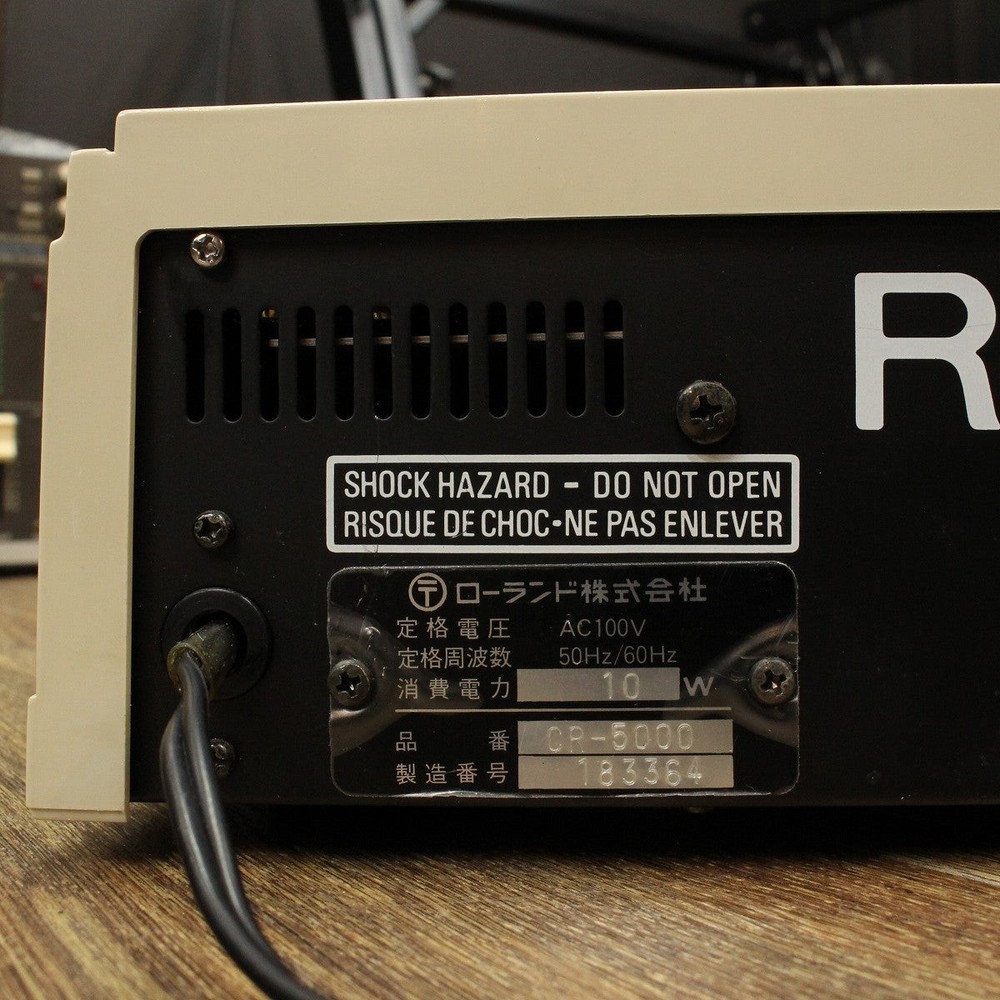 R
SHOCK HAZARD - DO NOT OPEN
RISQUE DE CHOC•NE PAS ENLEVER
〒 ローランド株式会社
定格電圧 AC100V
定格周波数 50Hz/60Hz
消費電力 10 W
品番 CR-5000
製造番号 183364